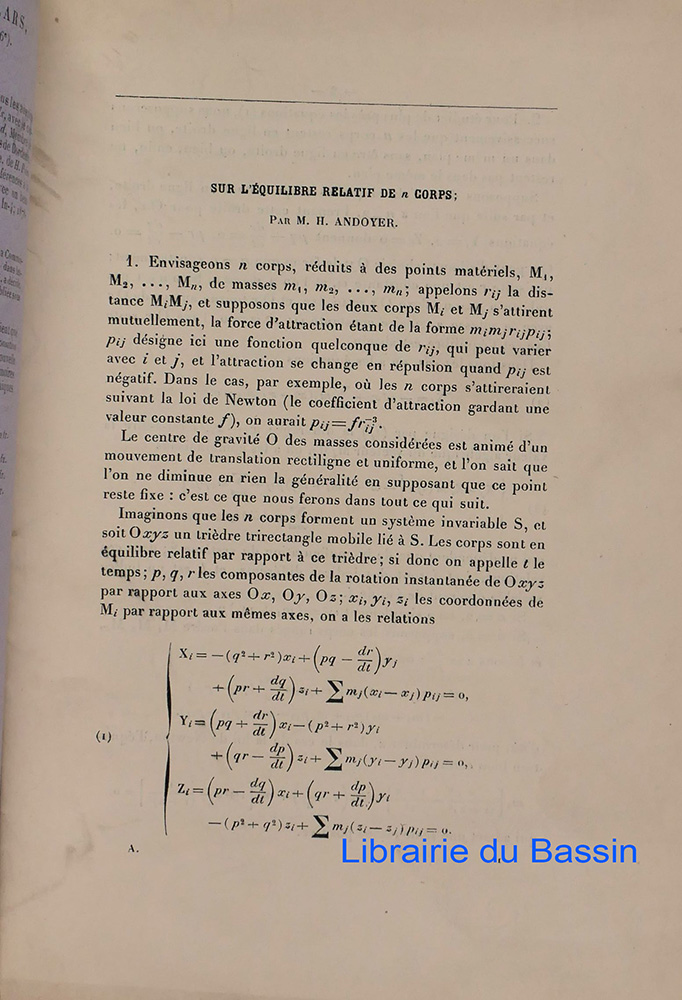 ARS,
SUR L'ÉQUILIBRE RELATIF DE n CORPS;
PAR M. H. ANDOYER.
1. Envisageons n corps, réduits à des points matériels, M₁,
M₂, ..., Mₙ, de masses m₁, m₂, ..., mₙ; appelons rᵢⱼ la dis-
tance MᵢMⱼ, et supposons que les deux corps Mᵢ et Mⱼ s'attirent
mutuellement, la force d'attraction étant de la forme mᵢmⱼrᵢⱼpᵢⱼ;
pᵢⱼ désigne ici une fonction quelconque de rᵢⱼ, qui peut varier
avec i et j, et l'attraction se change en répulsion quand pᵢⱼ est
négatif. Dans le cas, par exemple, où les n corps s'attireraient
suivant la loi de Newton (le coefficient d'attraction gardant une
valeur constante f), on aurait pᵢⱼ=frᵢⱼ⁻³.
Le centre de gravité O des masses considérées est animé d'un
mouvement de translation rectiligne et uniforme, et l'on sait que
l'on ne diminue en rien la généralité en supposant que ce point
reste fixe : c'est ce que nous ferons dans tout ce qui suit.
Imaginons que les n corps forment un système invariable S, et
soit Oxyz un trièdre trirectangle mobile lié à S. Les corps sont en
équilibre relatif par rapport à ce trièdre; si donc on appelle t le
temps; p, q, r les composantes de la rotation instantanée de Oxyz
par rapport aux axes Ox, Oy, Oz; xᵢ, yᵢ, zᵢ les coordonnées de
Mᵢ par rapport aux mêmes axes, on a les relations
Xᵢ= −(q²+r²)xᵢ+(pq − dr/dt)yⱼ
+(pr+ dq/dt)zᵢ+∑mⱼ(xᵢ−xⱼ)pᵢⱼ=0,
Yᵢ=(pq + dr/dt)xᵢ−(p²+r²)yᵢ
(1)
+(qr− dp/dt)zᵢ+∑mⱼ(yᵢ−yⱼ)pᵢⱼ=0,
Zᵢ=(pr − dq/dt)xᵢ+(qr + dp/dt)yᵢ
−(p²+q²)zᵢ+∑mⱼ(zᵢ−zⱼ)pᵢⱼ=0.
A.
Librairie du Bassin